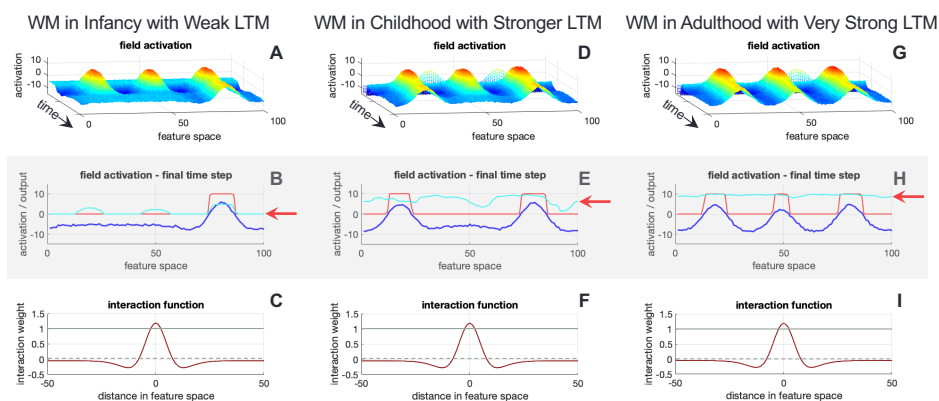 WM in Infancy with Weak LTM
WM in Childhood with Stronger LTM
WM in Adulthood with Very Strong LTM
field activation
A
activation
10
0
-10
time
0
50
100
feature space
field activation
D
activation
10
0
-10
time
0
50
100
feature space
field activation
G
activation
10
0
-10
time
0
50
100
feature space
field activation - final time step
B
activation / output
10
0
-10
0
50
100
feature space
field activation - final time step
E
activation / output
10
0
-10
0
50
100
feature space
field activation - final time step
H
activation / output
10
0
-10
0
50
100
feature space
interaction function
C
interaction weight
1.5
1
0.5
0
-0.5
-50
0
50
distance in feature space
interaction function
F
interaction weight
1.5
1
0.5
0
-0.5
-50
0
50
distance in feature space
interaction function
I
interaction weight
1.5
1
0.5
0
-0.5
-50
0
50
distance in feature space